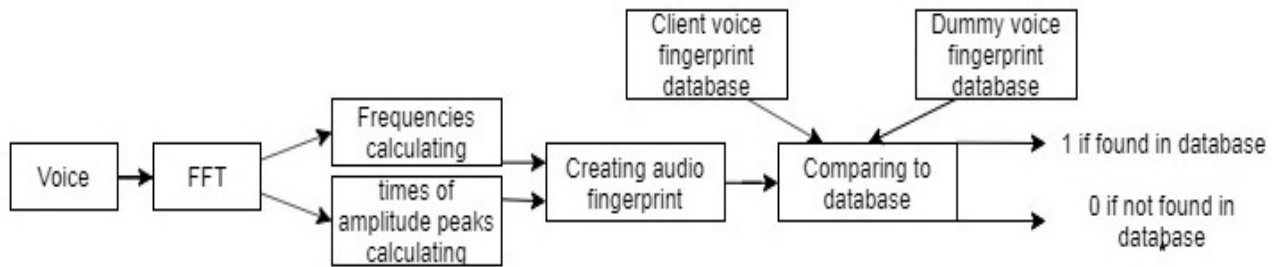 Client voice
fingerprint
database
Dummy voice
fingerprint
database
Voice
FFT
Frequencies
calculating
times of
amplitude peaks
calculating
Creating audio
fingerprint
Comparing to
database
1 if found in database
0 if not found in
database